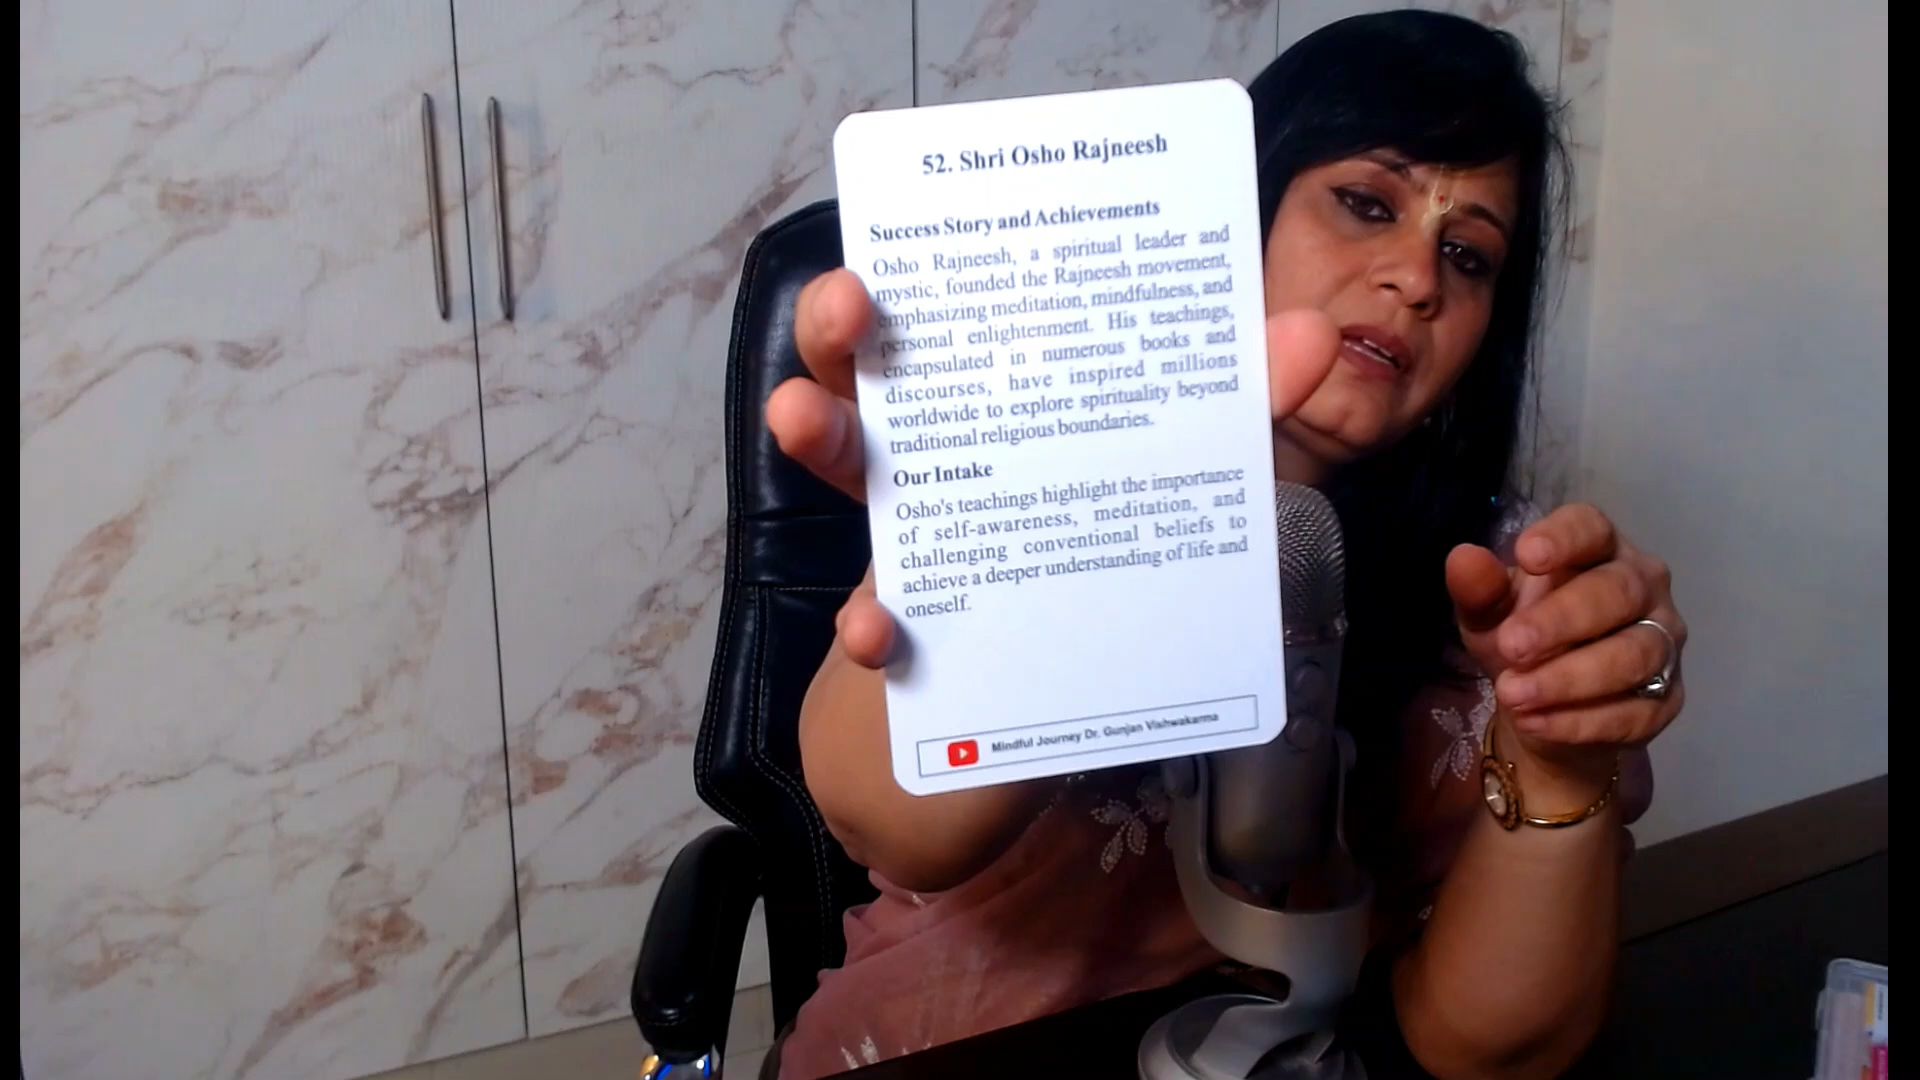 52. Shri Osho Rajneesh
Success Story and Achievements
Osho Rajneesh, a spiritual leader and
mystic, founded the Rajneesh movement,
emphasizing meditation, mindfulness, and
personal enlightenment. His teachings,
encapsulated in numerous books and
discourses, have inspired millions
worldwide to explore spirituality beyond
traditional religious boundaries.
Our Intake
Osho's teachings highlight the importance
of self-awareness, meditation, and
challenging conventional beliefs to
achieve a deeper understanding of life and
oneself.
Mindful Journey Dr. Gunjan Vishwakarma